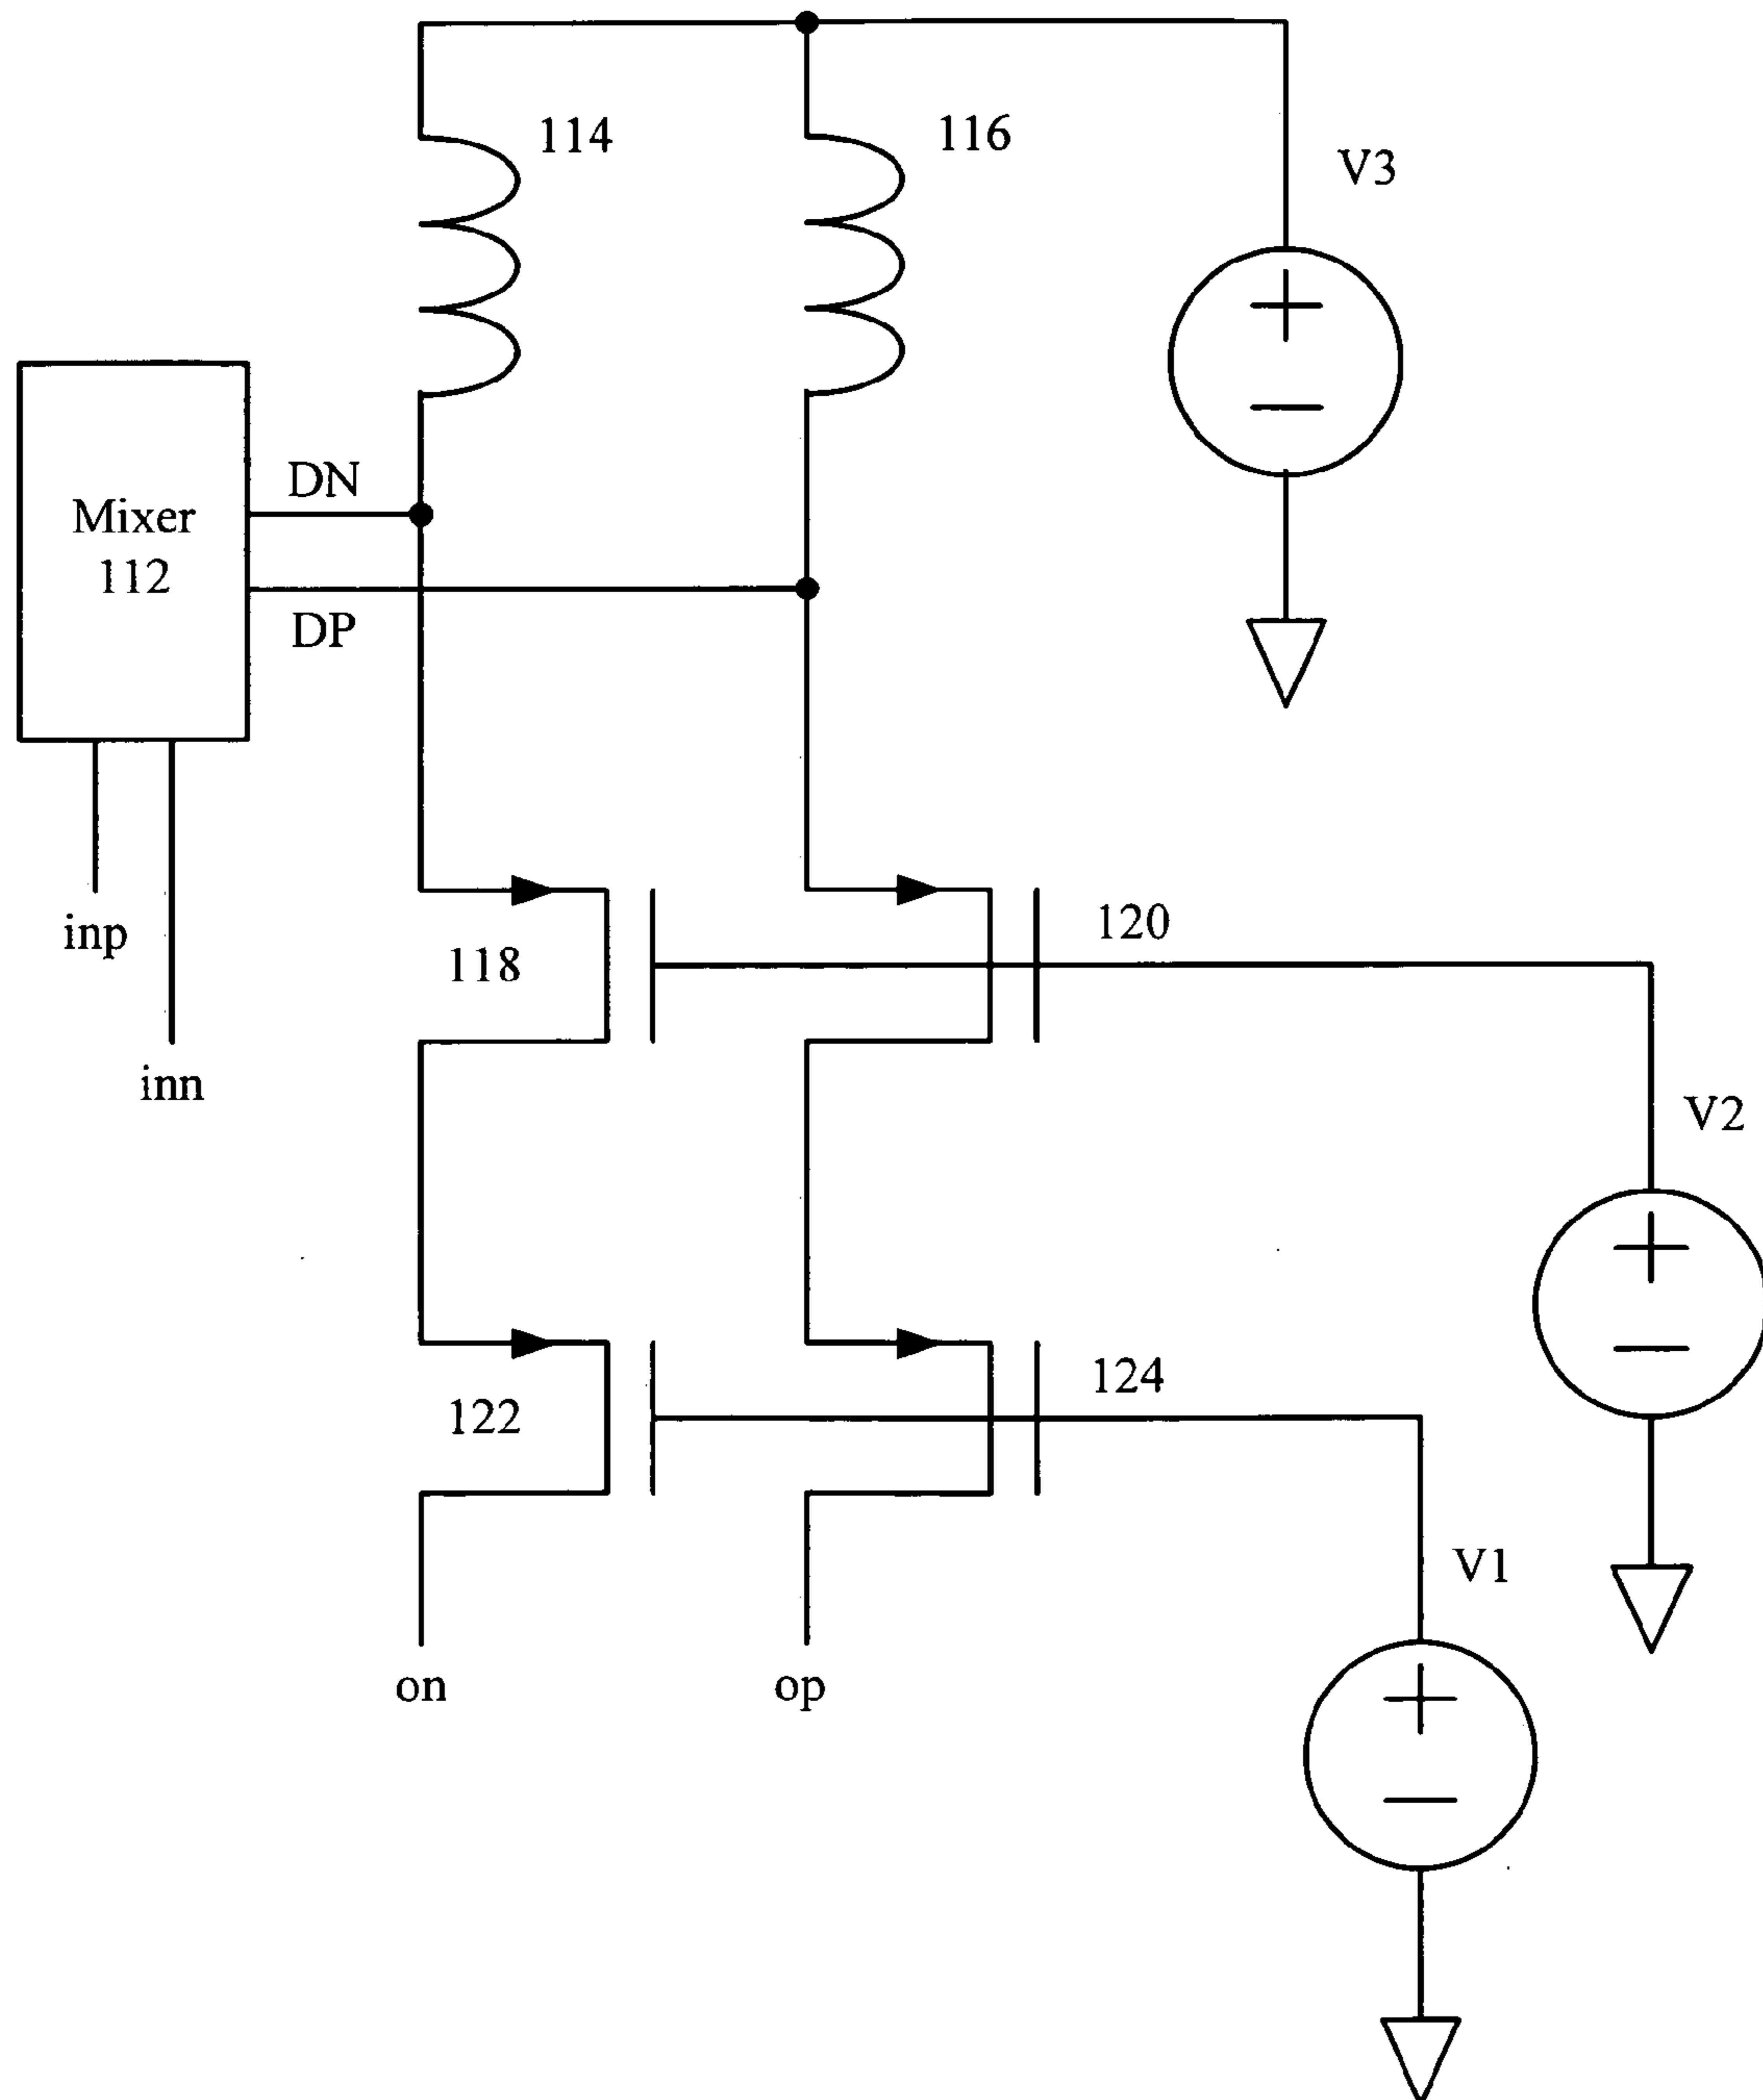 114
116
V3
DN
Mixer
112
DP
120
inp
118
V2
inn
124
122
V1
on
op